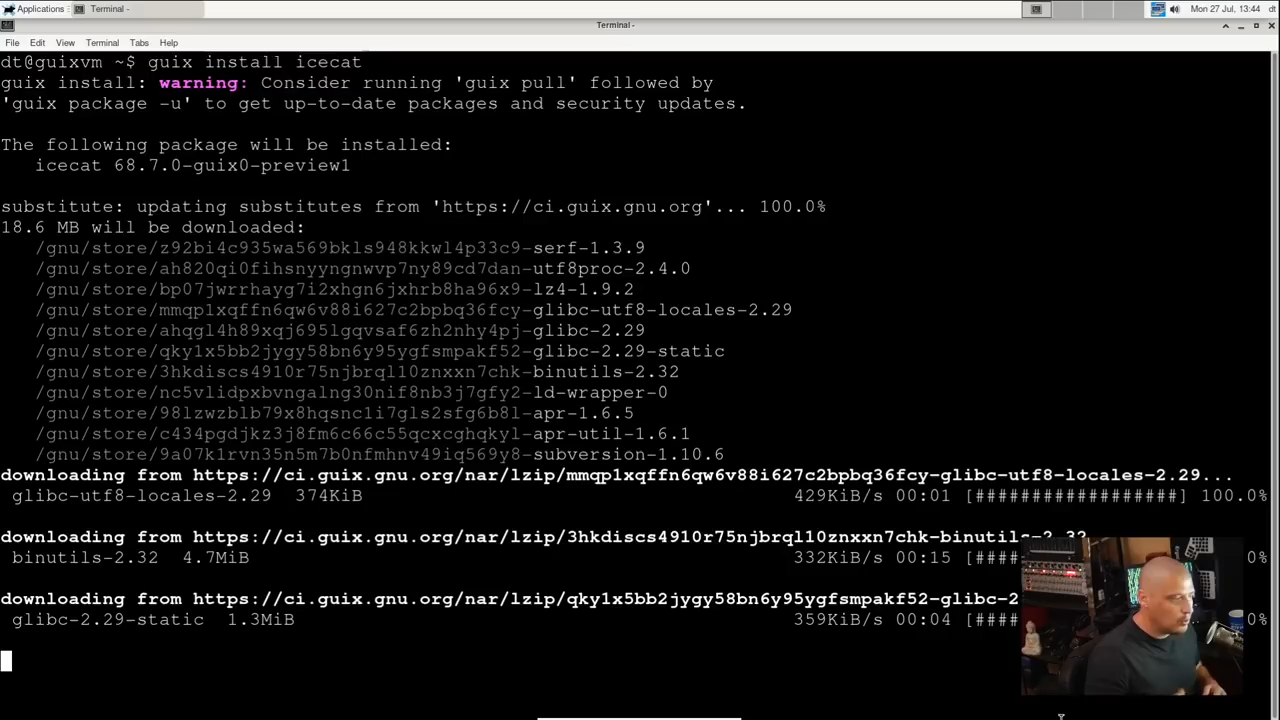 Applications
Terminal -
Mon 27 Jul, 13:44
dt
Terminal -
File Edit View Terminal Tabs Help
dt@guixvm ~$ guix install icecat
guix install: warning: Consider running 'guix pull' followed by
'guix package -u' to get up-to-date packages and security updates.
The following package will be installed:
icecat 68.7.0-guix0-preview1
substitute: updating substitutes from 'https://ci.guix.gnu.org'... 100.0%
18.6 MB will be downloaded:
/gnu/store/z92bi4c935wa569bkls948kkwl4p33c9-serf-1.3.9
/gnu/store/ah820qi0fihsnyyngnwvp7ny89cd7dan-utf8proc-2.4.0
/gnu/store/bp07jwrrhayg7i2xhgn6jxhrb8ha96x9-lz4-1.9.2
/gnu/store/mmqp1xqffn6qw6v88i627c2bpbq36fcy-glibc-utf8-locales-2.29
/gnu/store/ahqgl4h89xqj695lgqvsaf6zh2nhy4pj-glibc-2.29
/gnu/store/qky1x5bb2jygy58bn6y95ygfsmpakf52-glibc-2.29-static
/gnu/store/3hkdiscs4910r75njbrql10znxxn7chk-binutils-2.32
/gnu/store/nc5vlidpxbvngalng30nif8nb3j7gfy2-ld-wrapper-0
/gnu/store/98lzwzblb79x8hqsnc1i7gls2sfg6b8l-apr-1.6.5
/gnu/store/c434pgdjkz3j8fm6c66c55qcxcghqkyl-apr-util-1.6.1
/gnu/store/9a07klrvn35n5m7b0nfmhnv49iq569y8-subversion-1.10.6
downloading from https://ci.guix.gnu.org/nar/lzip/mmqp1xqffn6qw6v88i627c2bpbq36fcy-glibc-utf8-locales-2.29...
glibc-utf8-locales-2.29 374KiB 429KiB/s 00:01 [##################] 100.0%
downloading from https://ci.guix.gnu.org/nar/lzip/3hkdiscs4910r75njbrql10znxxn7chk-binutils-2.32
binutils-2.32 4.7MiB 332KiB/s 00:15 [#### 0%
downloading from https://ci.guix.gnu.org/nar/lzip/qky1x5bb2jygy58bn6y95ygfsmpakf52-glibc-2
glibc-2.29-static 1.3MiB 359KiB/s 00:04 [#### 0%